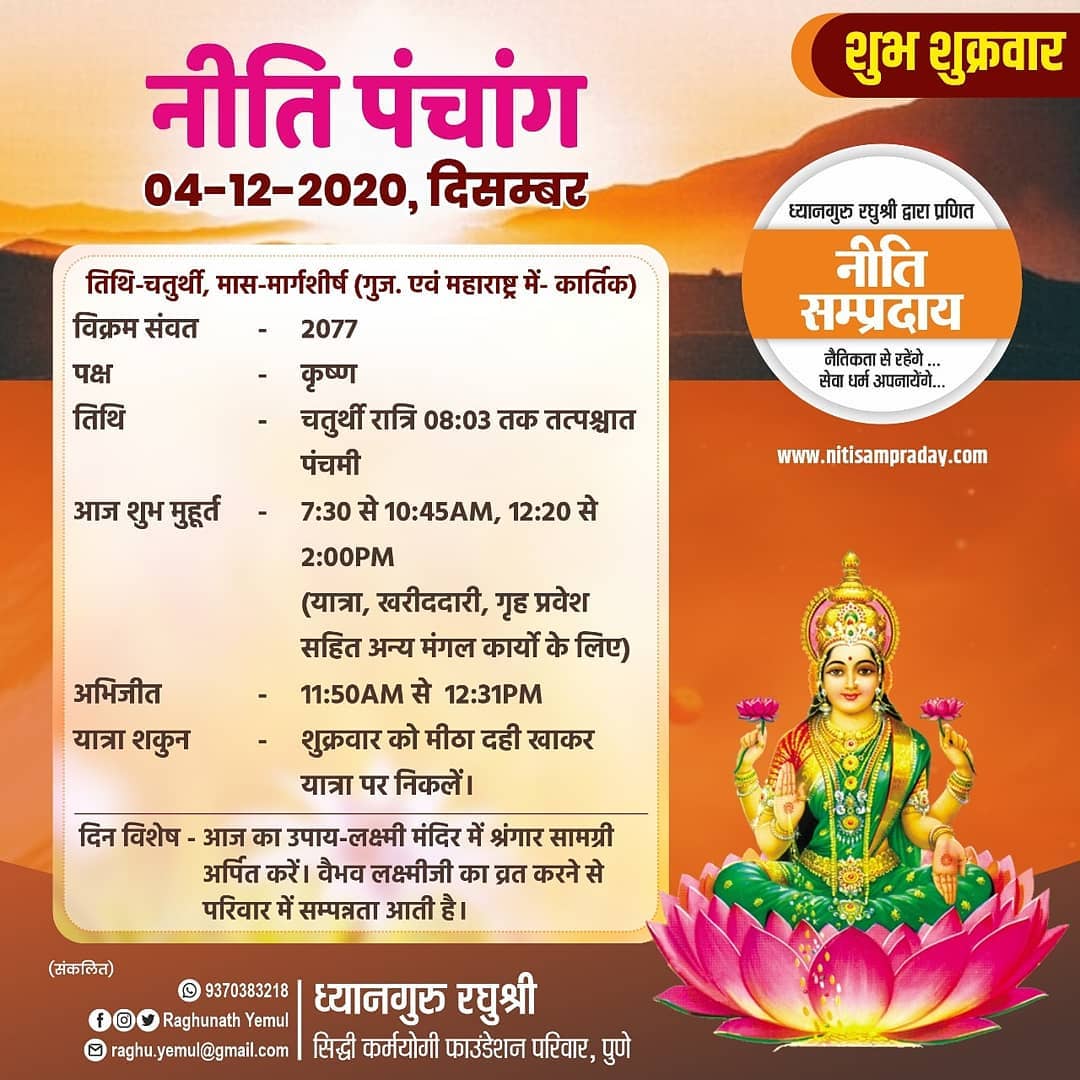 शुभ शुक्रवार
नीति पंचांग
04-12-2020, दिसम्बर
ध्यानगुरु रघुश्री द्वारा प्रणित
नीति
सम्प्रदाय
नैतिकता से रहेंगे ...
सेवा धर्म अपनायेंगे...
www.nitisampraday.com
तिथि-चतुर्थी, मास-मार्गशीर्ष (गुज. एवं महाराष्ट्र में- कार्तिक)
विक्रम संवत - 2077
पक्ष - कृष्ण
तिथि - चतुर्थी रात्रि 08:03 तक तत्पश्चात
पंचमी
आज शुभ मुहूर्त - 7:30 से 10:45AM, 12:20 से
2:00PM
(यात्रा, खरीददारी, गृह प्रवेश
सहित अन्य मंगल कार्यो के लिए)
अभिजीत - 11:50AM से 12:31PM
यात्रा शकुन - शुक्रवार को मीठा दही खाकर
यात्रा पर निकलें।
दिन विशेष - आज का उपाय-लक्ष्मी मंदिर में श्रंगार सामग्री
अर्पित करें। वैभव लक्ष्मीजी का व्रत करने से
परिवार में सम्पन्नता आती है।
(संकलित)
9370383218
Raghunath Yemul
raghu.yemul@gmail.com
ध्यानगुरु रघुश्री
सिद्धी कर्मयोगी फाउंडेशन परिवार, पुणे